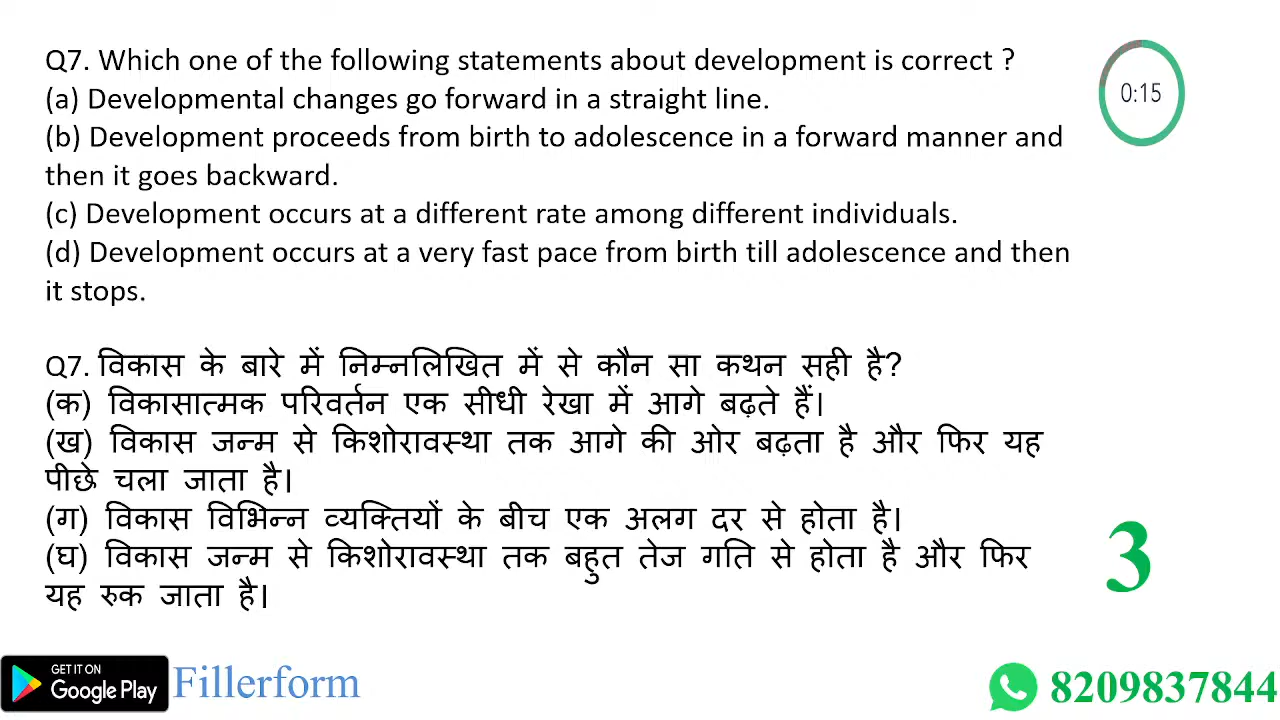 Q7. Which one of the following statements about development is correct ?
(a) Developmental changes go forward in a straight line.
(b) Development proceeds from birth to adolescence in a forward manner and
then it goes backward.
(c) Development occurs at a different rate among different individuals.
(d) Development occurs at a very fast pace from birth till adolescence and then
it stops.
0:15
Q7. विकास के बारे में निम्नलिखित में से कौन सा कथन सही है?
(क) विकासात्मक परिवर्तन एक सीधी रेखा में आगे बढ़ते हैं।
(ख) विकास जन्म से किशोरावस्था तक आगे की ओर बढ़ता है और फिर यह
पीछे चला जाता है।
(ग) विकास विभिन्न व्यक्तियों के बीच एक अलग दर से होता है।
(घ) विकास जन्म से किशोरावस्था तक बहुत तेज गति से होता है और फिर
यह रुक जाता है।
3
GET IT ON
Google Play
Fillerform
8209837844